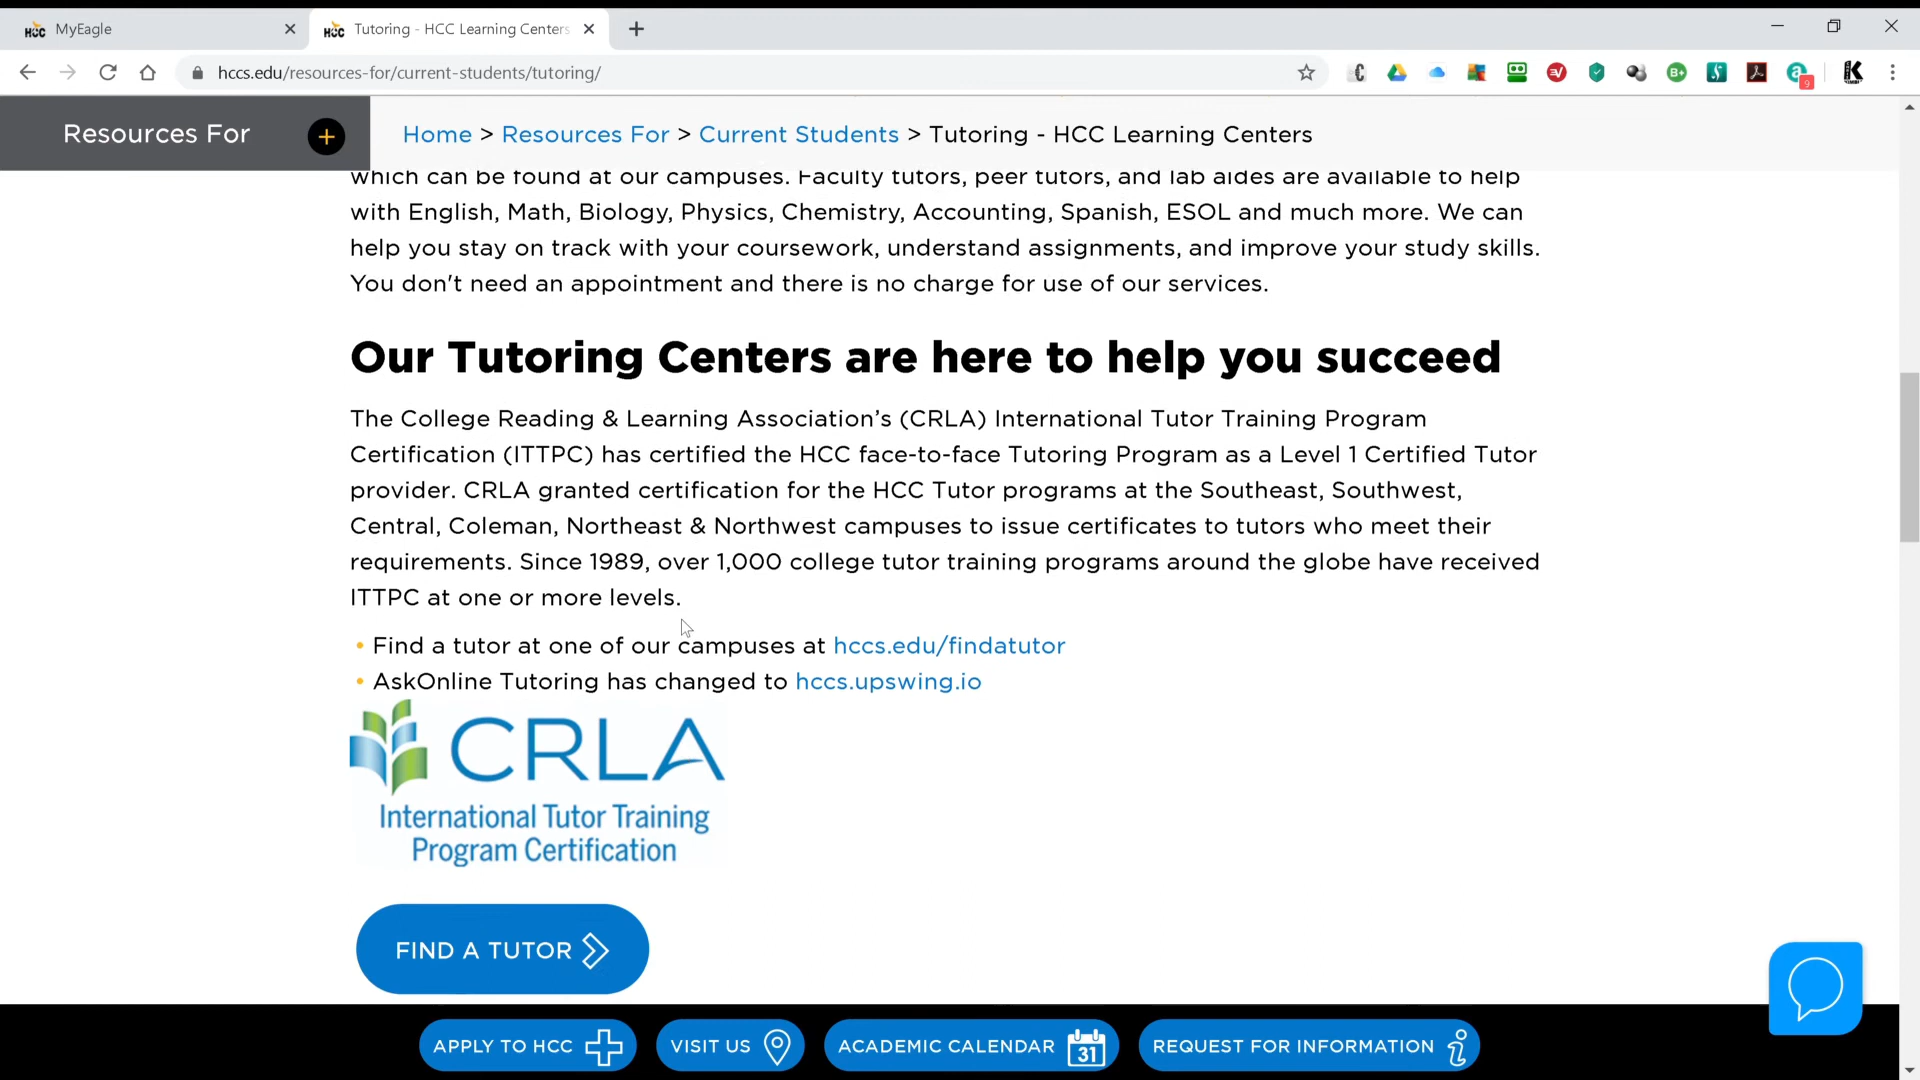 MyEagle
Tutoring - HCC Learning Centers
hccs.edu/resources-for/current-students/tutoring/
Resources For
Home > Resources For > Current Students > Tutoring - HCC Learning Centers
which can be found at our campuses. Faculty tutors, peer tutors, and lab aides are available to help
with English, Math, Biology, Physics, Chemistry, Accounting, Spanish, ESOL and much more. We can
help you stay on track with your coursework, understand assignments, and improve your study skills.
You don't need an appointment and there is no charge for use of our services.
Our Tutoring Centers are here to help you succeed
The College Reading & Learning Association’s (CRLA) International Tutor Training Program
Certification (ITTPC) has certified the HCC face-to-face Tutoring Program as a Level 1 Certified Tutor
provider. CRLA granted certification for the HCC Tutor programs at the Southeast, Southwest,
Central, Coleman, Northeast & Northwest campuses to issue certificates to tutors who meet their
requirements. Since 1989, over 1,000 college tutor training programs around the globe have received
ITTPC at one or more levels.
• Find a tutor at one of our campuses at hccs.edu/findatutor
• AskOnline Tutoring has changed to hccs.upswing.io
CRLA
International Tutor Training
Program Certification
FIND A TUTOR
APPLY TO HCC
VISIT US
ACADEMIC CALENDAR 31
REQUEST FOR INFORMATION